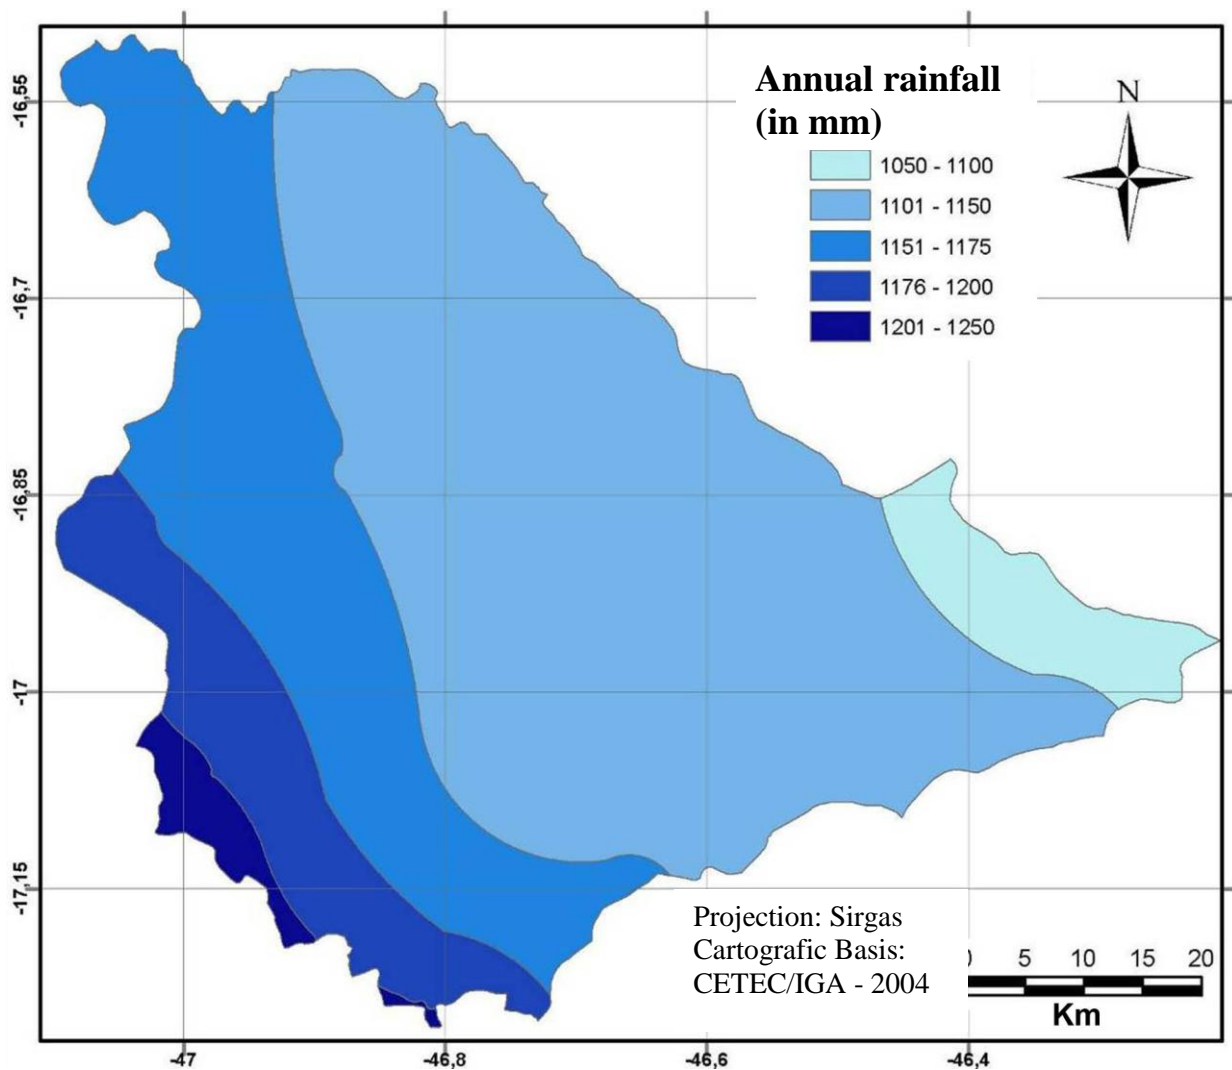 Annual rainfall
(in mm)
N
1050 - 1100
1101 - 1150
1151 - 1175
1176 - 1200
1201 - 1250
-16,55
-16,7
-16,85
-17
-17,15
Projection: Sirgas
Cartografic Basis:
CETEC/IGA - 2004
0 5 10 15 20
Km
-47 -46,8 -46,6 -46,4